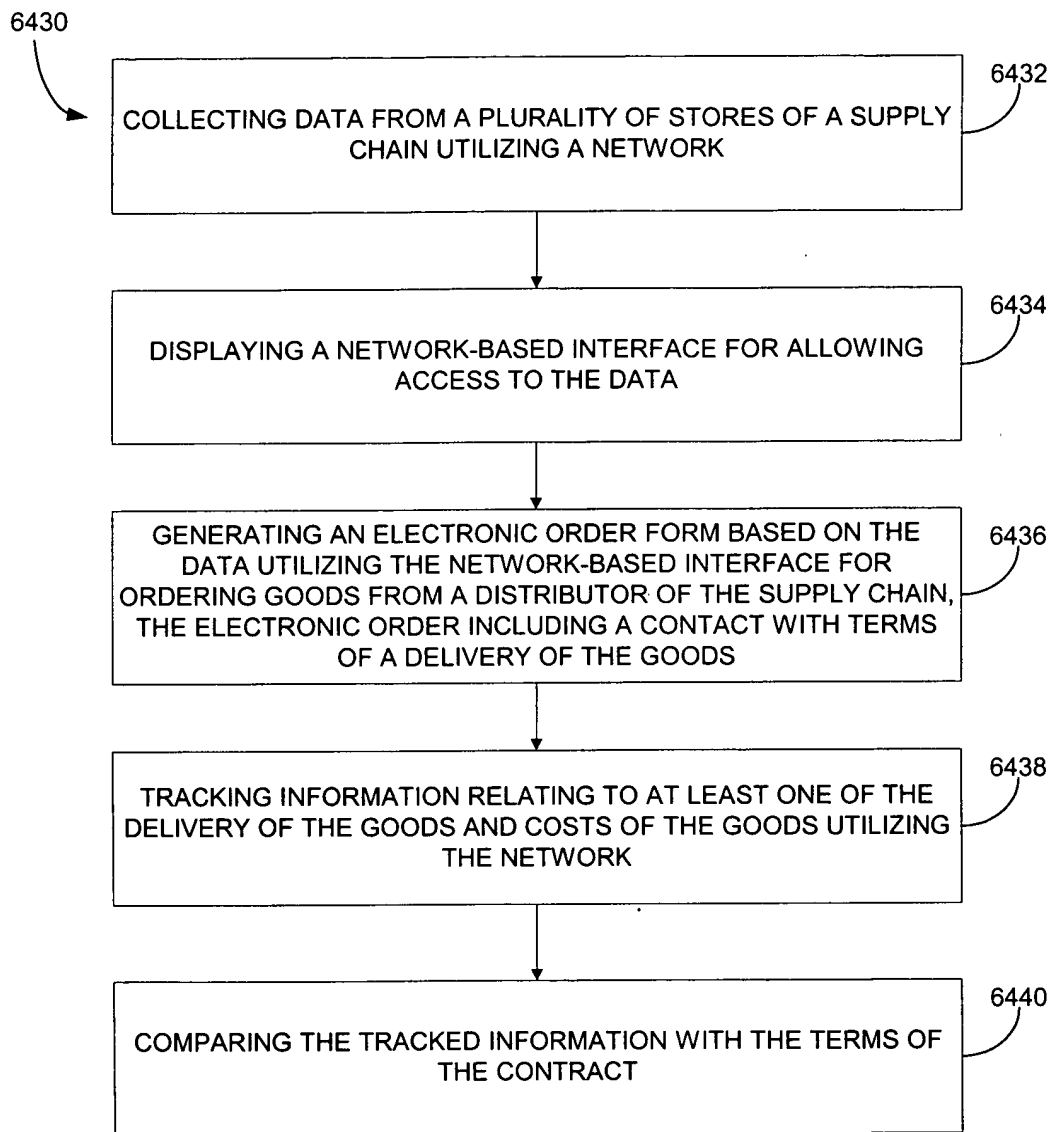 6430
6432
COLLECTING DATA FROM A PLURALITY OF STORES OF A SUPPLY
CHAIN UTILIZING A NETWORK
6434
DISPLAYING A NETWORK-BASED INTERFACE FOR ALLOWING
ACCESS TO THE DATA
6436
GENERATING AN ELECTRONIC ORDER FORM BASED ON THE
DATA UTILIZING THE NETWORK-BASED INTERFACE FOR
ORDERING GOODS FROM A DISTRIBUTOR OF THE SUPPLY CHAIN,
THE ELECTRONIC ORDER INCLUDING A CONTACT WITH TERMS
OF A DELIVERY OF THE GOODS
6438
TRACKING INFORMATION RELATING TO AT LEAST ONE OF THE
DELIVERY OF THE GOODS AND COSTS OF THE GOODS UTILIZING
THE NETWORK
6440
COMPARING THE TRACKED INFORMATION WITH THE TERMS OF
THE CONTRACT